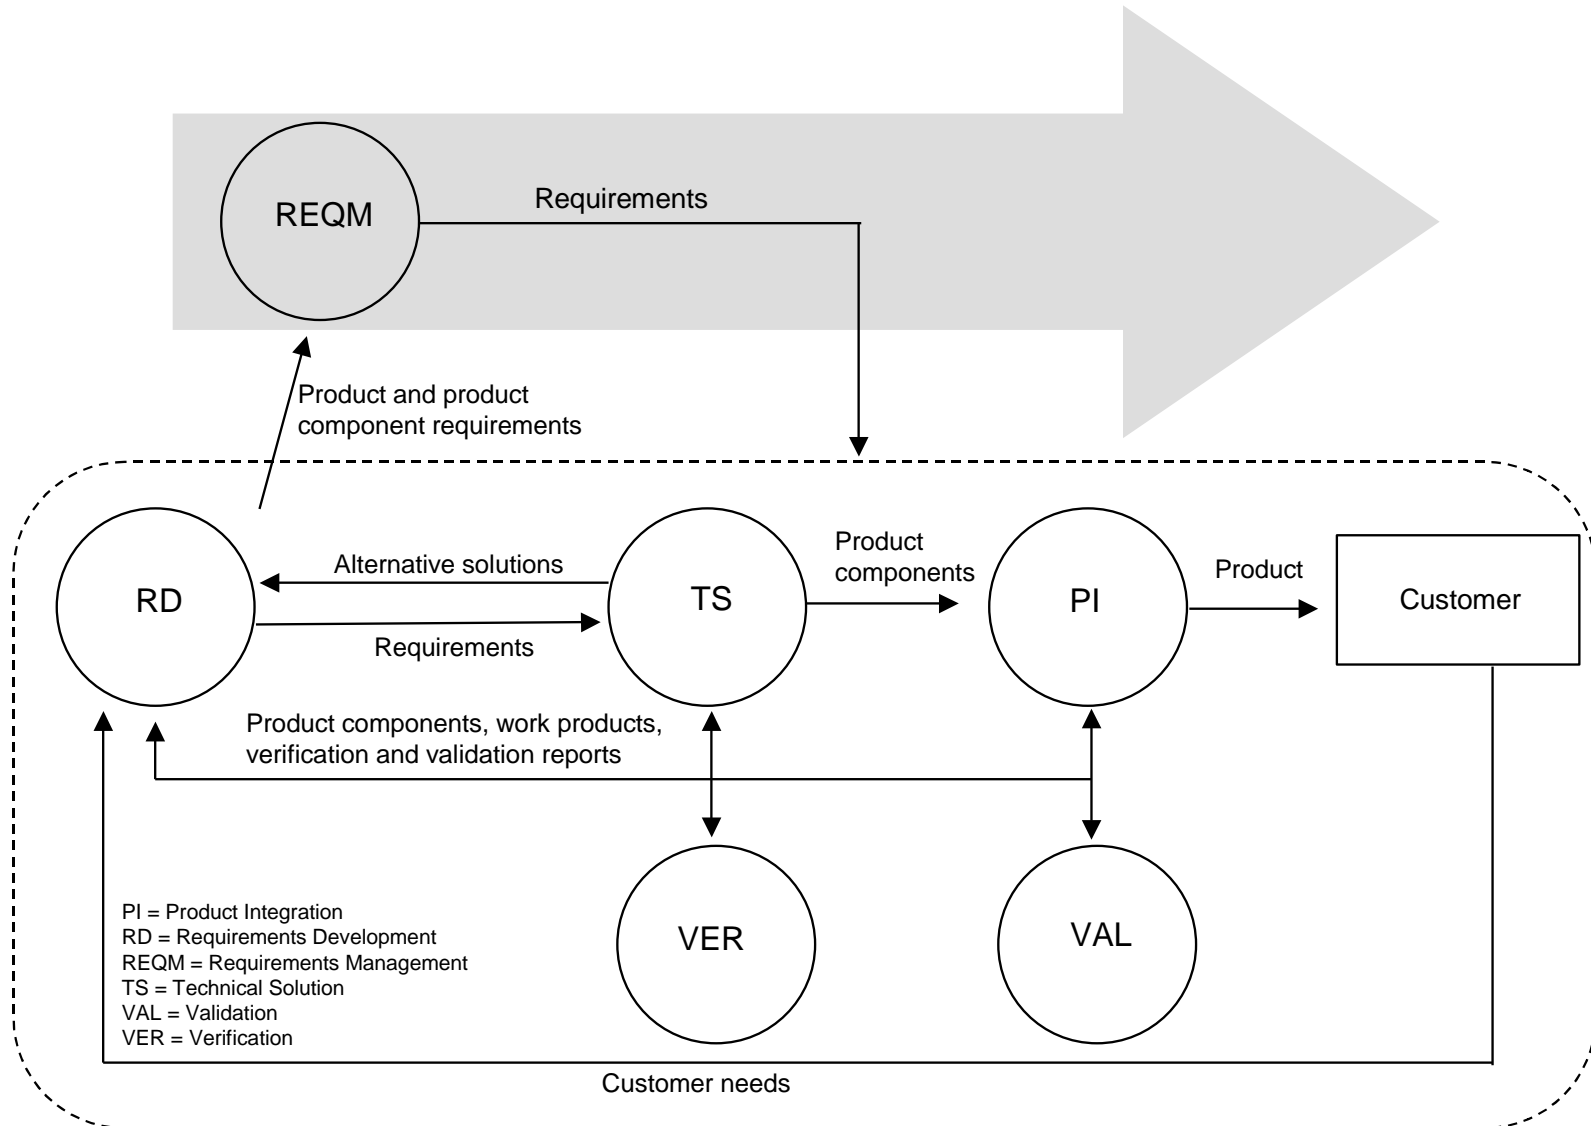 REQM
Requirements
Product and product
component requirements
RD
Alternative solutions
Requirements
TS
Product
components
PI
Product
Customer
Product components, work products,
verification and validation reports
VER
VAL
PI = Product Integration
RD = Requirements Development
REQM = Requirements Management
TS = Technical Solution
VAL = Validation
VER = Verification
Customer needs